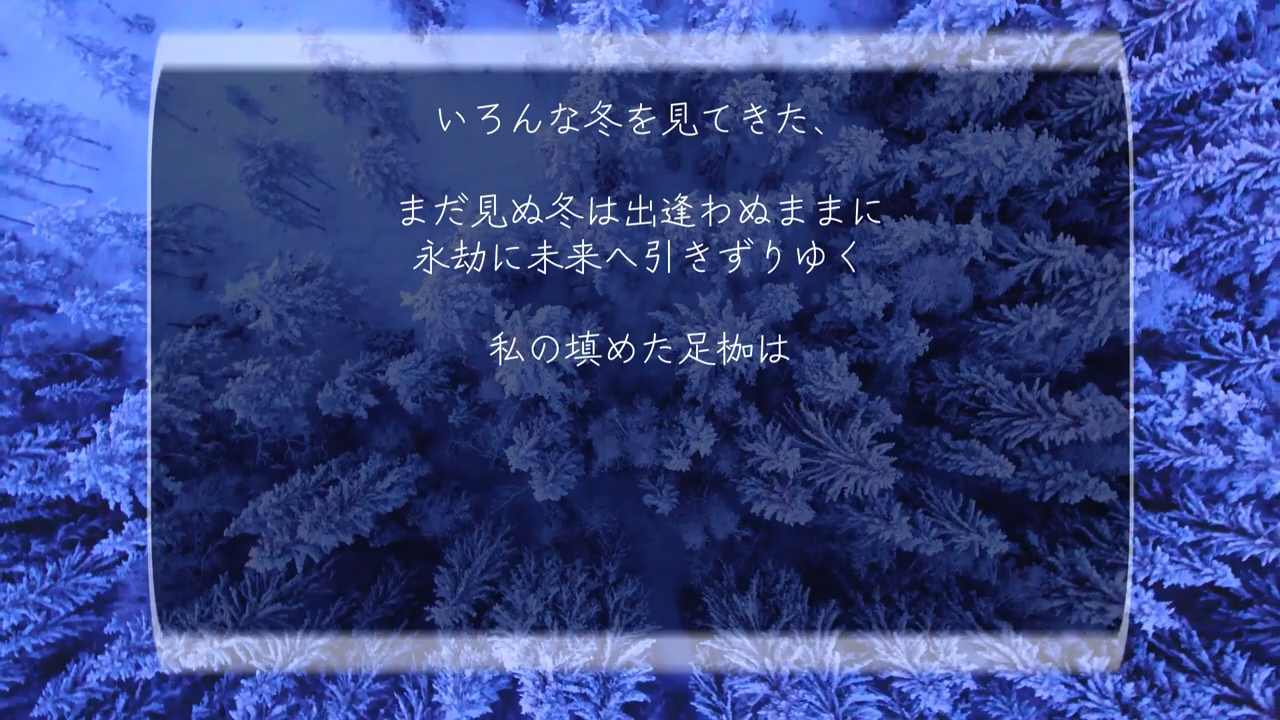 いろんな冬を見てきた、
まだ見ぬ冬は出逢わぬままに
永劫に未来へ引きずりゆく
私の填めた足枷は